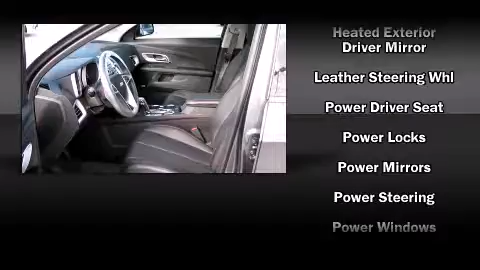 Heated Exterior
Driver Mirror
Leather Steering Whl
Power Driver Seat
Power Locks
Power Mirrors
Power Steering
Power Windows